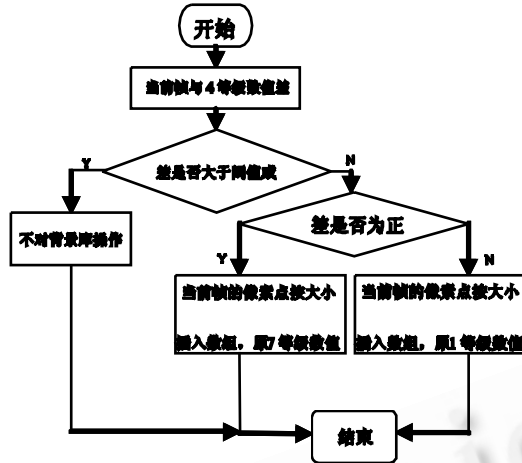 开始
当前帧与4等级数值差
差是否大于阈值或
Y
N
不对背景库操作
差是否为正
Y
N
当前帧的像素点按大小
插入数组，原7等级数值
当前帧的像素点按大小
插入数组，原1等级数值
结束